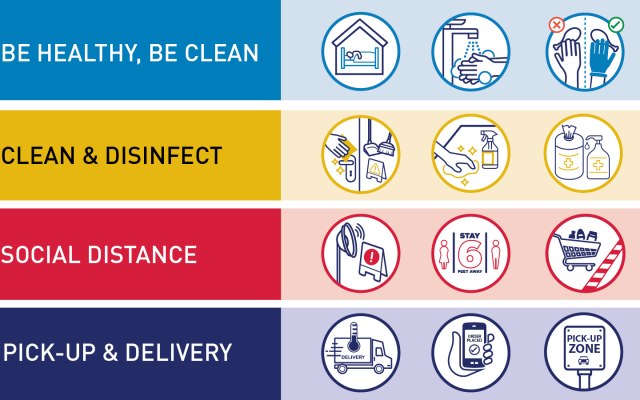 BE HEALTHY, BE CLEAN
CLEAN & DISINFECT
SOCIAL DISTANCE
STAY
6
FEET AWAY
PICK-UP & DELIVERY
DELIVERY
ORDER
PLACED
PICK-UP
ZONE